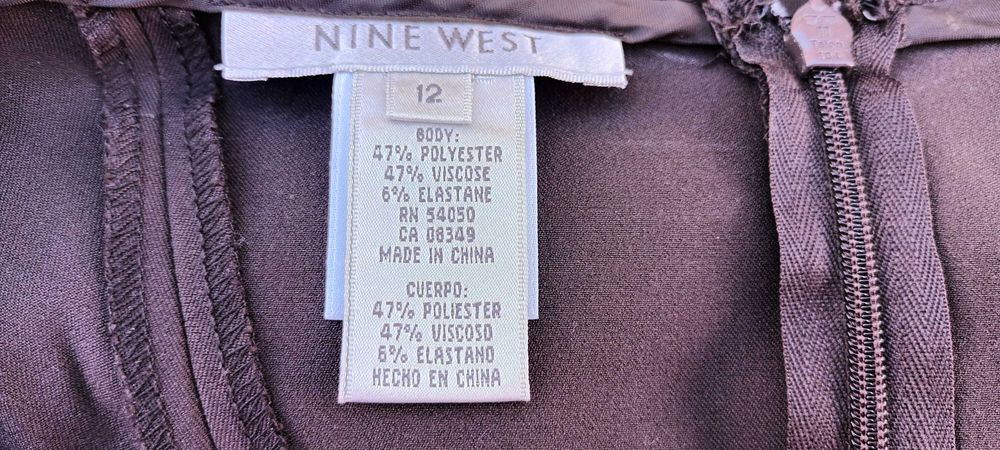 NINE WEST
12
BODY:
47% POLYESTER
47% VISCOSE
6% ELASTANE
RN 54050
CA 08349
MADE IN CHINA
CUERPO:
47% POLIESTER
47% VISCOSO
6% ELASTANO
HECHO EN CHINA